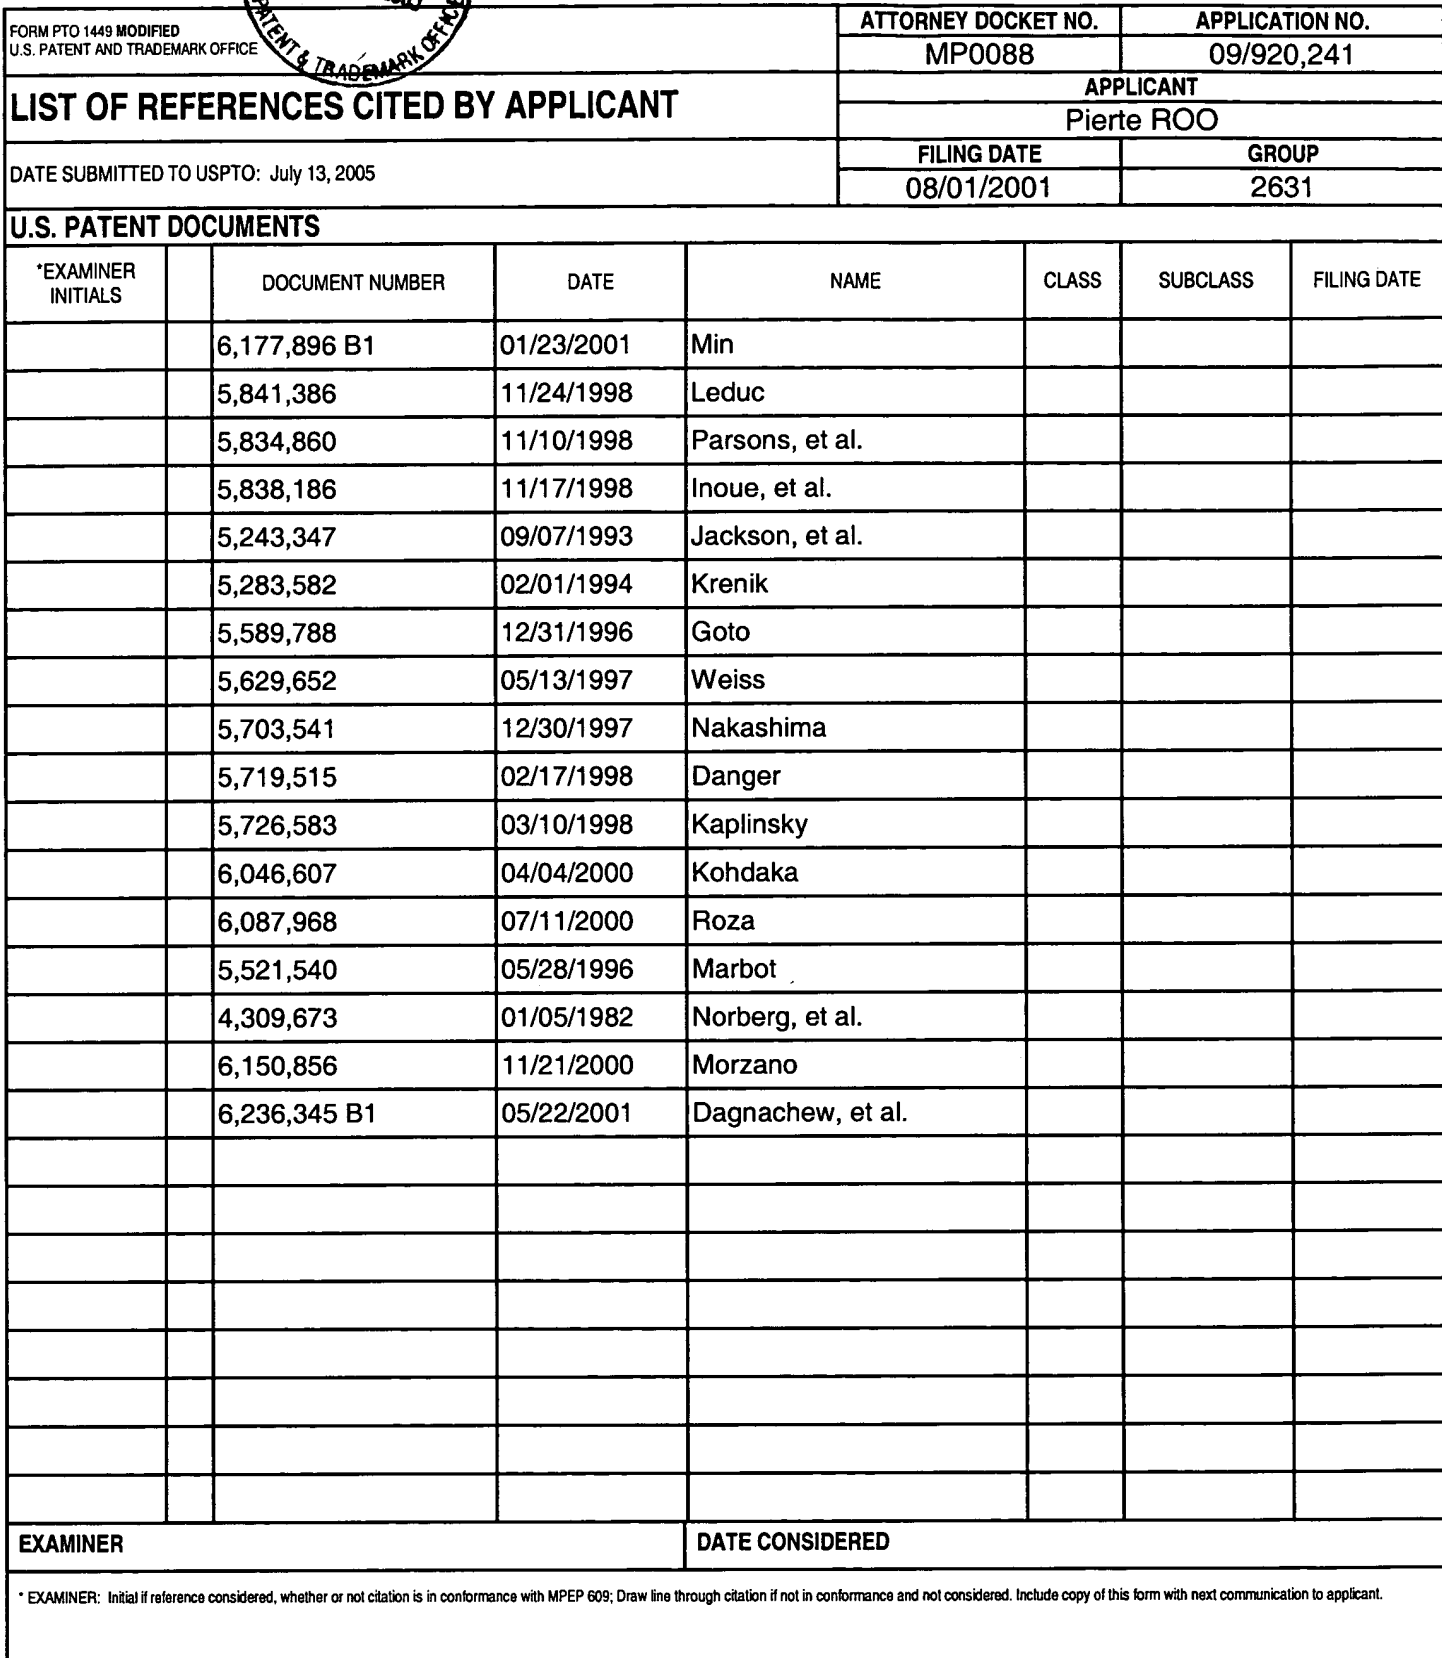 PATENT & TRADEMARK OFFICE
FORM PTO 1449 MODIFIED
U.S. PATENT AND TRADEMARK OFFICE
ATTORNEY DOCKET NO. APPLICATION NO.
MP0088 09/920,241
LIST OF REFERENCES CITED BY APPLICANT
APPLICANT
Pierte ROO
DATE SUBMITTED TO USPTO: July 13, 2005
FILING DATE GROUP
08/01/2001 2631
U.S. PATENT DOCUMENTS
*EXAMINER INITIALS DOCUMENT NUMBER DATE NAME CLASS SUBCLASS FILING DATE
6,177,896 B1 01/23/2001 Min
5,841,386 11/24/1998 Leduc
5,834,860 11/10/1998 Parsons, et al.
5,838,186 11/17/1998 Inoue, et al.
5,243,347 09/07/1993 Jackson, et al.
5,283,582 02/01/1994 Krenik
5,589,788 12/31/1996 Goto
5,629,652 05/13/1997 Weiss
5,703,541 12/30/1997 Nakashima
5,719,515 02/17/1998 Danger
5,726,583 03/10/1998 Kaplinsky
6,046,607 04/04/2000 Kohdaka
6,087,968 07/11/2000 Roza
5,521,540 05/28/1996 Marbot
4,309,673 01/05/1982 Norberg, et al.
6,150,856 11/21/2000 Morzano
6,236,345 B1 05/22/2001 Dagnachew, et al.
EXAMINER DATE CONSIDERED
* EXAMINER: Initial if reference considered, whether or not citation is in conformance with MPEP 609; Draw line through citation if not in conformance and not considered. Include copy of this form with next communication to applicant.